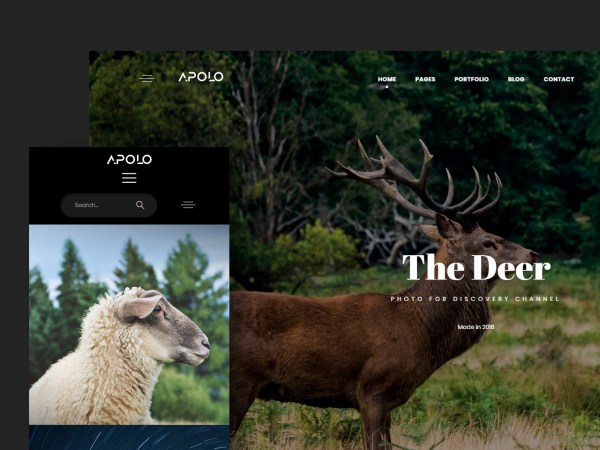 APOLO
HOME PAGES PORTFOLIO BLOG CONTACT
The Deer
PHOTO FOR DISCOVERY CHANNEL
Made In 2018
APOLO
Search..